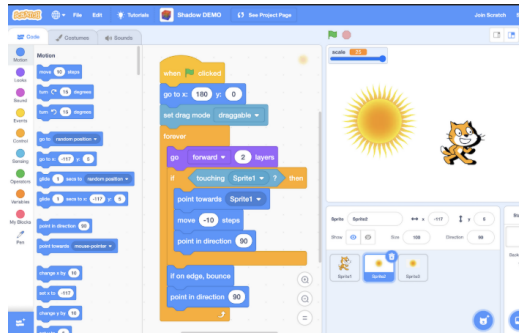 SCRATCH File Edit Tutorials Shadow DEMO See Project Page Join Scratch
Code Costumes Sounds
Motion
Looks
Sound
Events
Control
Sensing
Operators
Variables
My Blocks
Pen
Motion
move 10 steps
turn 15 degrees
turn 15 degrees
go to random position
go to x: -117 y: 5
glide 1 secs to random position
glide 1 secs to x: -117 y: 5
point in direction 90
point towards mouse-pointer
change x by 10
set x to -117
change y by 10
when clicked
go to x: 180 y: 0
set drag mode draggable
forever
go forward 2 layers
if touching Sprite1 ? then
point towards Sprite1
move -10 steps
point in direction 90
if on edge, bounce
point in direction 90
scale
Sprite Sprite2 x -117 y 5
Show Size 100 Direction 90
Sprite1 Sprite2